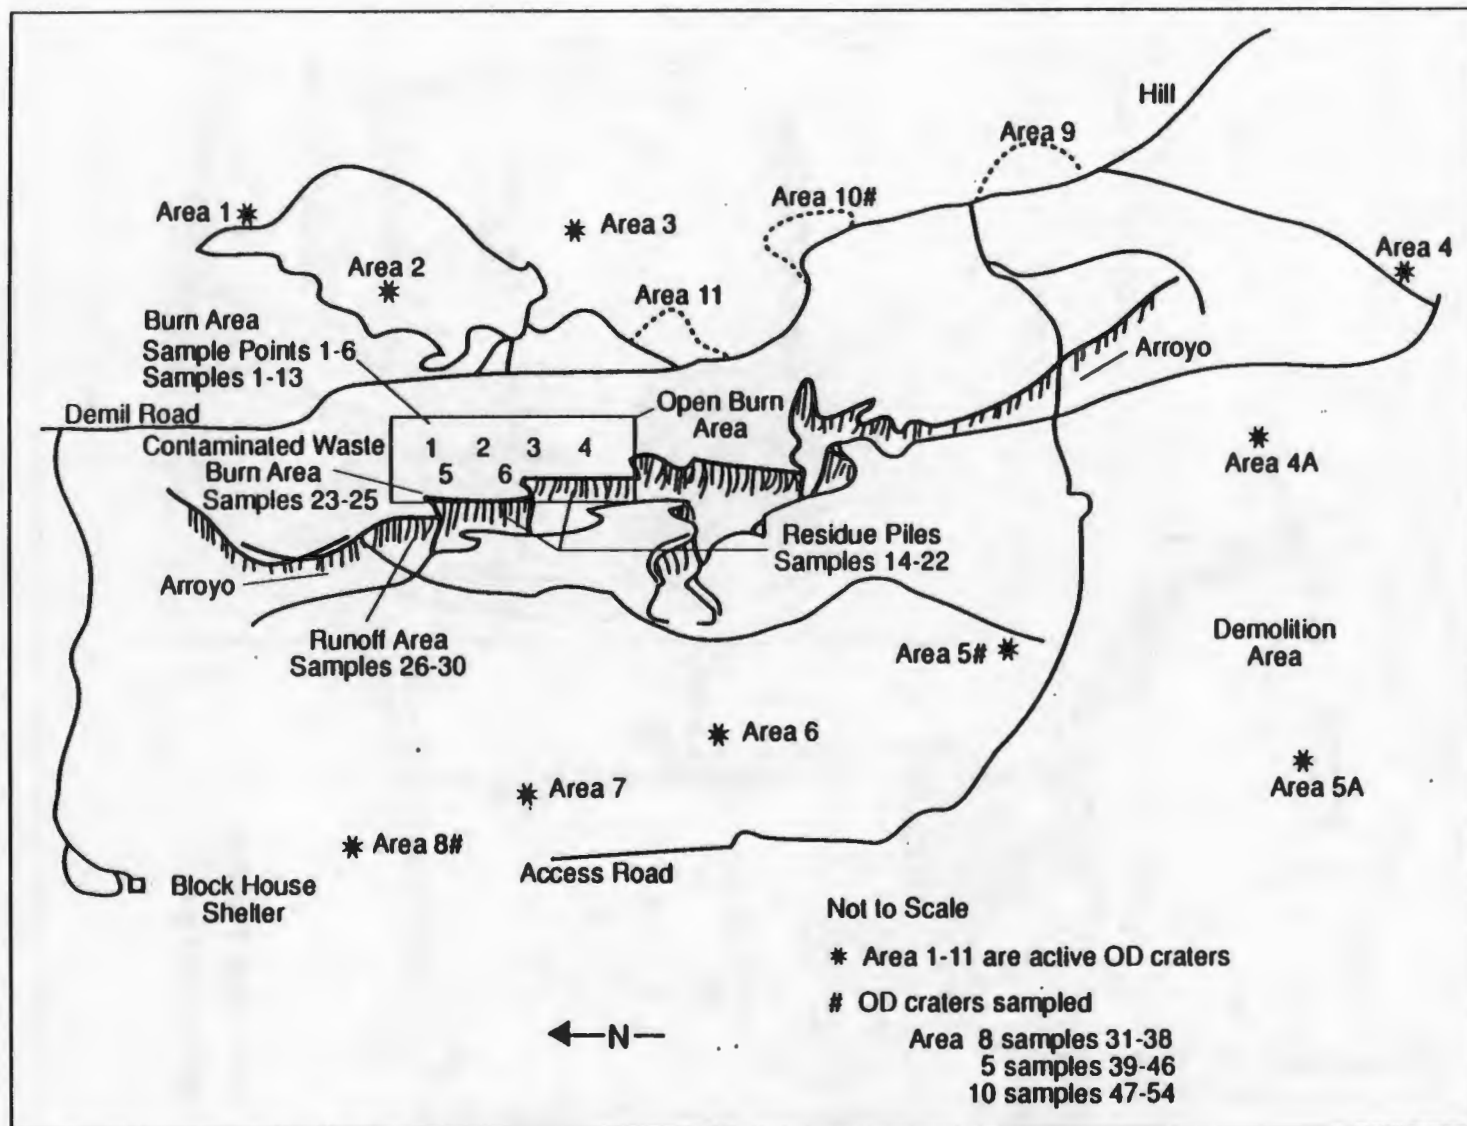 Hill
Area 9
Area 10#
Area 1
Area 3
Area 4
Area 2
Area 11
Burn Area
Sample Points 1-6
Samples 1-13
Arroyo
Demil Road
Open Burn
Area
Contaminated Waste
Burn Area
Samples 23-25
1 2 3 4
5 6
Area 4A
Residue Piles
Samples 14-22
Arroyo
Runoff Area
Samples 26-30
Area 5#
Demolition
Area
Area 6
Area 7
Area 5A
Area 8#
Access Road
Block House
Shelter
Not to Scale
* Area 1-11 are active OD craters
# OD craters sampled
Area 8 samples 31-38
5 samples 39-46
10 samples 47-54
N